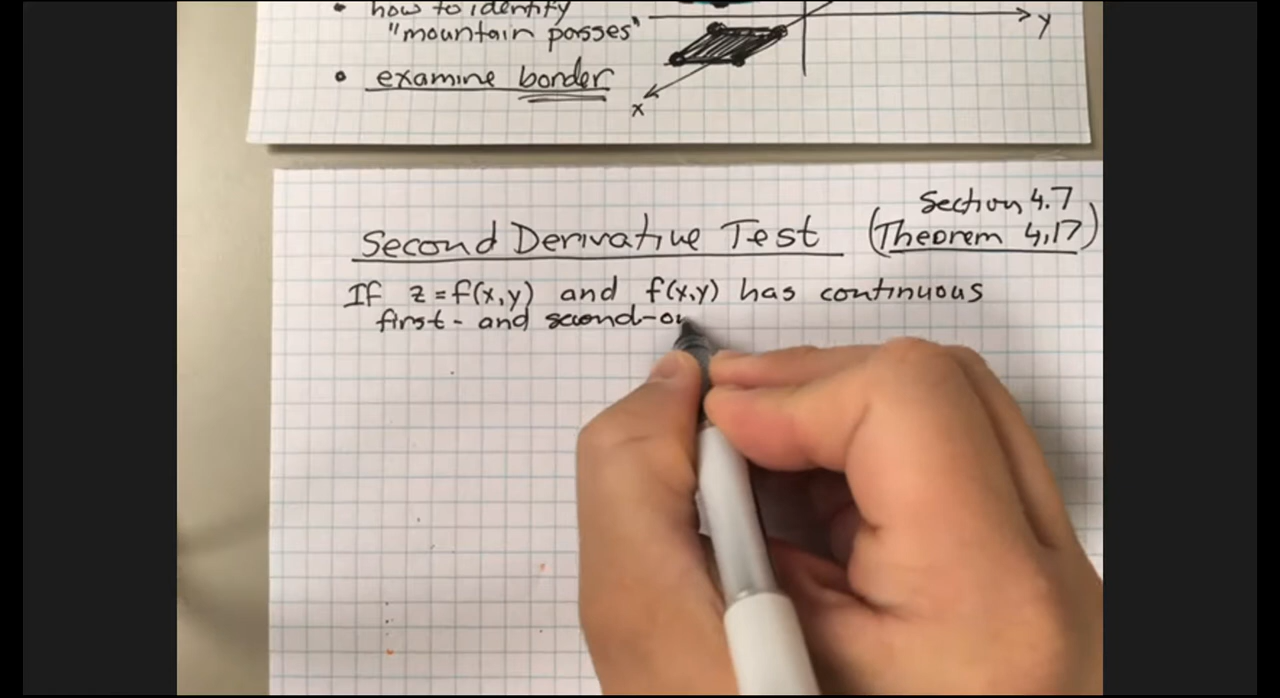 • how to identify
"mountain passes"
• examine border
y
x
Section 4.7
Second Derivative Test (Theorem 4.17)
If z = f(x,y) and f(x,y) has continuous
first- and second-or